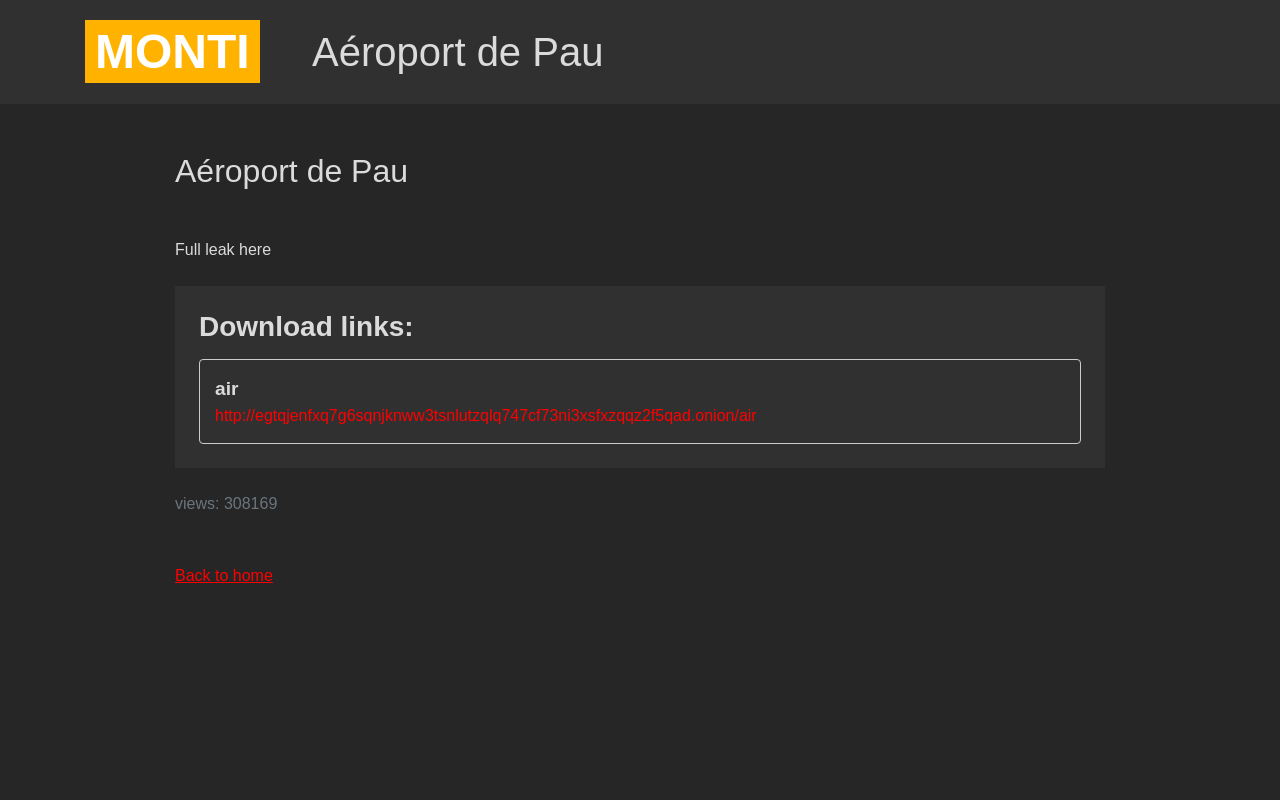 MONTI
Aéroport de Pau
Aéroport de Pau
Full leak here
Download links:
air
http://egtqjenfxq7g6sqnjknww3tsnlutzqlq747cf73ni3xsfxzqqz2f5qad.onion/air
views: 308169
Back to home